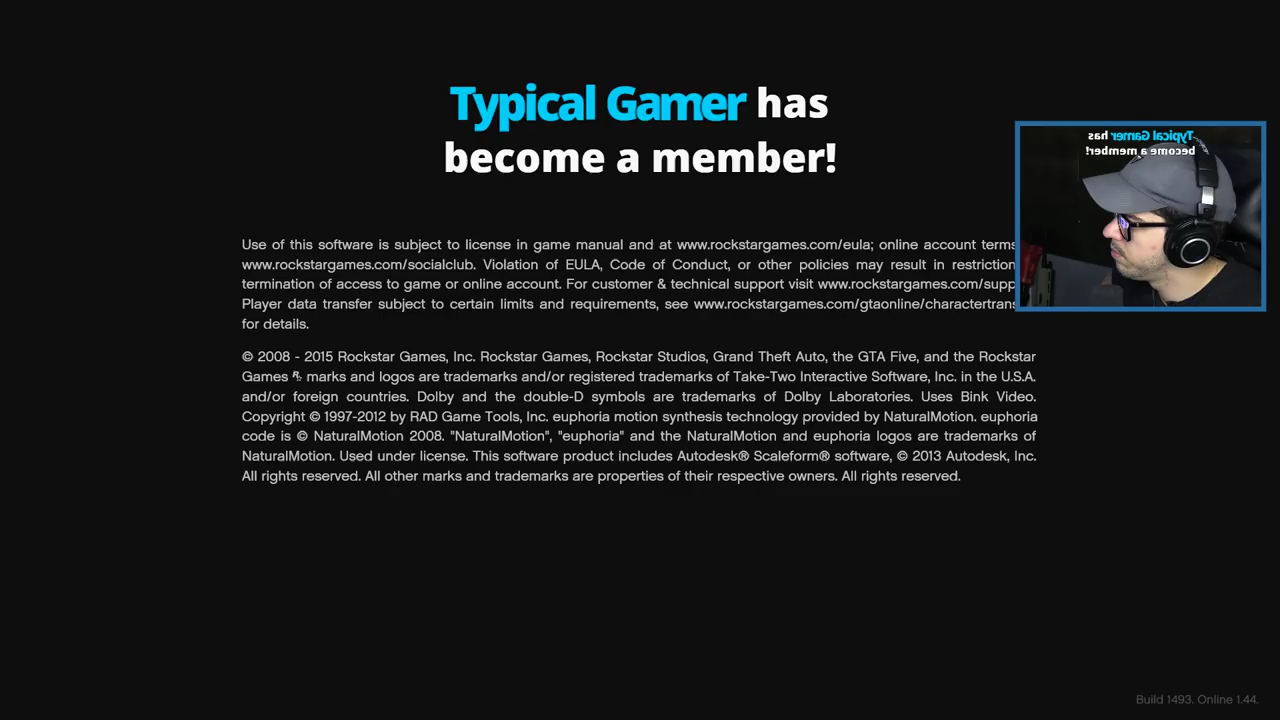 Typical Gamer has
become a member!
Typical Gamer has
become a member!
Use of this software is subject to license in game manual and at www.rockstargames.com/eula; online account terms
www.rockstargames.com/socialclub. Violation of EULA, Code of Conduct, or other policies may result in restriction
termination of access to game or online account. For customer & technical support visit www.rockstargames.com/supp
Player data transfer subject to certain limits and requirements, see www.rockstargames.com/gtaonline/charactertrans
for details.
© 2008 - 2015 Rockstar Games, Inc. Rockstar Games, Rockstar Studios, Grand Theft Auto, the GTA Five, and the Rockstar
Games R* marks and logos are trademarks and/or registered trademarks of Take-Two Interactive Software, Inc. in the U.S.A.
and/or foreign countries. Dolby and the double-D symbols are trademarks of Dolby Laboratories. Uses Bink Video.
Copyright © 1997-2012 by RAD Game Tools, Inc. euphoria motion synthesis technology provided by NaturalMotion. euphoria
code is © NaturalMotion 2008. "NaturalMotion", "euphoria" and the NaturalMotion and euphoria logos are trademarks of
NaturalMotion. Used under license. This software product includes Autodesk® Scaleform® software, © 2013 Autodesk, Inc.
All rights reserved. All other marks and trademarks are properties of their respective owners. All rights reserved.
Build 1493. Online 1.44.